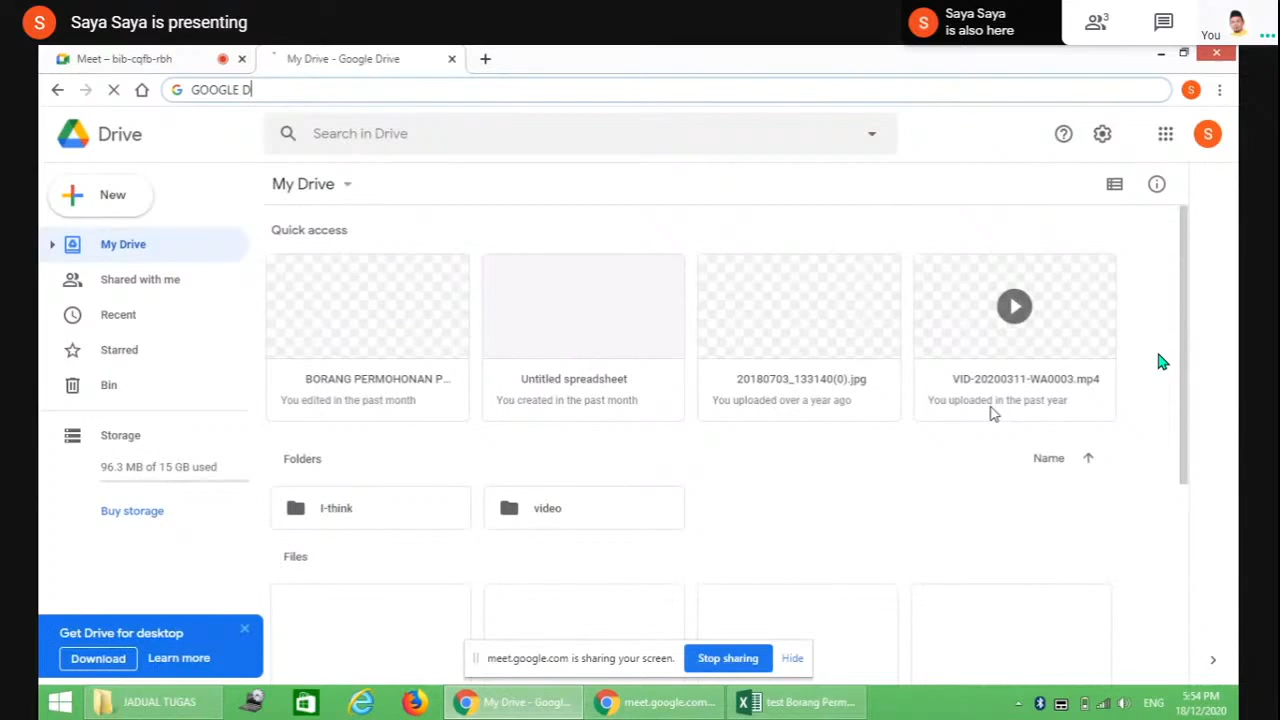 S Saya Saya is presenting
S Saya Saya
is also here
3
You
Meet – bib-cqfb-rbh
My Drive - Google Drive
GOOGLE D
S
Drive
Search in Drive
S
New
My Drive
Quick access
My Drive
Shared with me
Recent
Starred
Bin
Storage
96.3 MB of 15 GB used
Buy storage
BORANG PERMOHONAN P...
You edited in the past month
Untitled spreadsheet
You created in the past month
20180703_133140(0).jpg
You uploaded over a year ago
VID-20200311-WA0003.mp4
You uploaded in the past year
Folders
Name
I-think
video
Files
Get Drive for desktop
Download Learn more
meet.google.com is sharing your screen. Stop sharing Hide
JADUAL TUGAS
My Drive - Googl...
meet.google.com...
test Borang Perm...
ENG
5:54 PM
18/12/2020